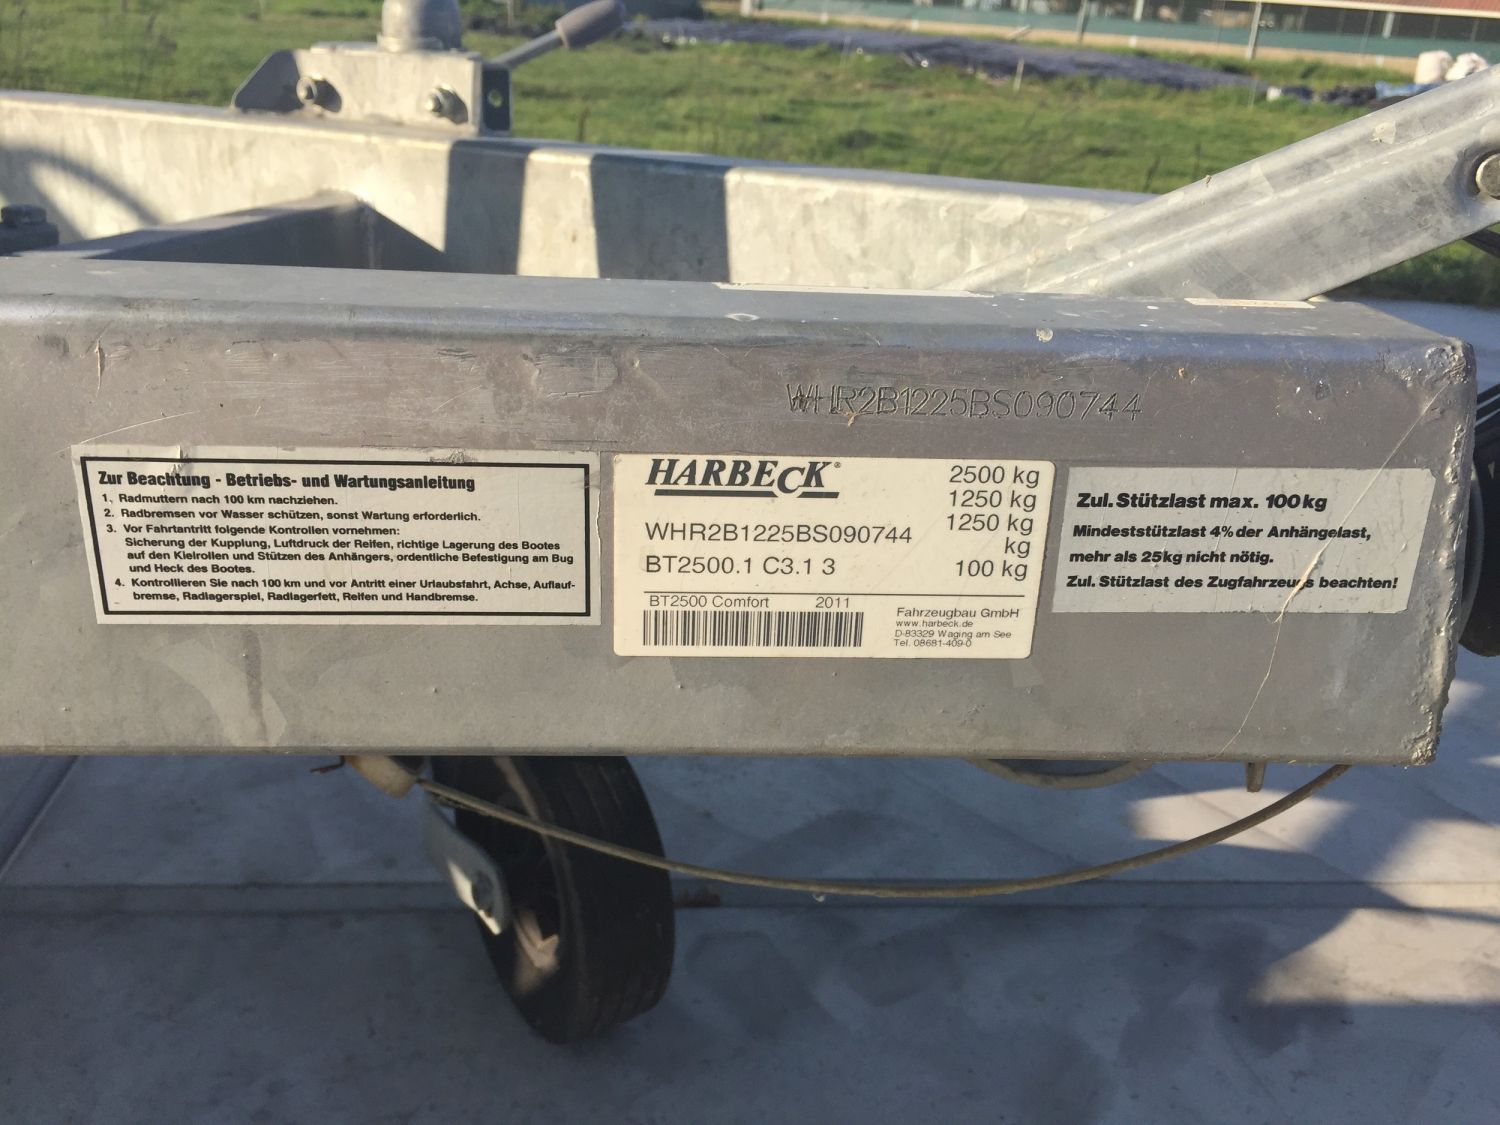 WHR2B1225BS090744
Zur Beachtung - Betriebs- und Wartungsanleitung
1. Radmuttern nach 100 km nachziehen.
2. Radbremsen vor Wasser schützen, sonst Wartung erforderlich.
3. Vor Fahrtantritt folgende Kontrollen vornehmen:
Sicherung der Kupplung, Luftdruck der Reifen, richtige Lagerung des Bootes
auf den Kielrollen und Stützen des Anhängers, ordentliche Befestigung am Bug
und Heck des Bootes.
4. Kontrollieren Sie nach 100 km und vor Antritt einer Urlaubsfahrt, Achse, Auflauf-
bremse, Radlagerspiel, Radlagerfett, Reifen und Handbremse.
HARBECK®
2500 kg
1250 kg
1250 kg
kg
100 kg
WHR2B1225BS090744
BT2500.1 C3.1 3
BT2500 Comfort 2011
Fahrzeugbau GmbH
www.harbeck.de
D-83329 Waging am See
Tel. 08681-409-0
Zul. Stützlast max. 100kg
Mindeststützlast 4% der Anhängelast,
mehr als 25kg nicht nötig.
Zul. Stützlast des Zugfahrzeugs beachten!